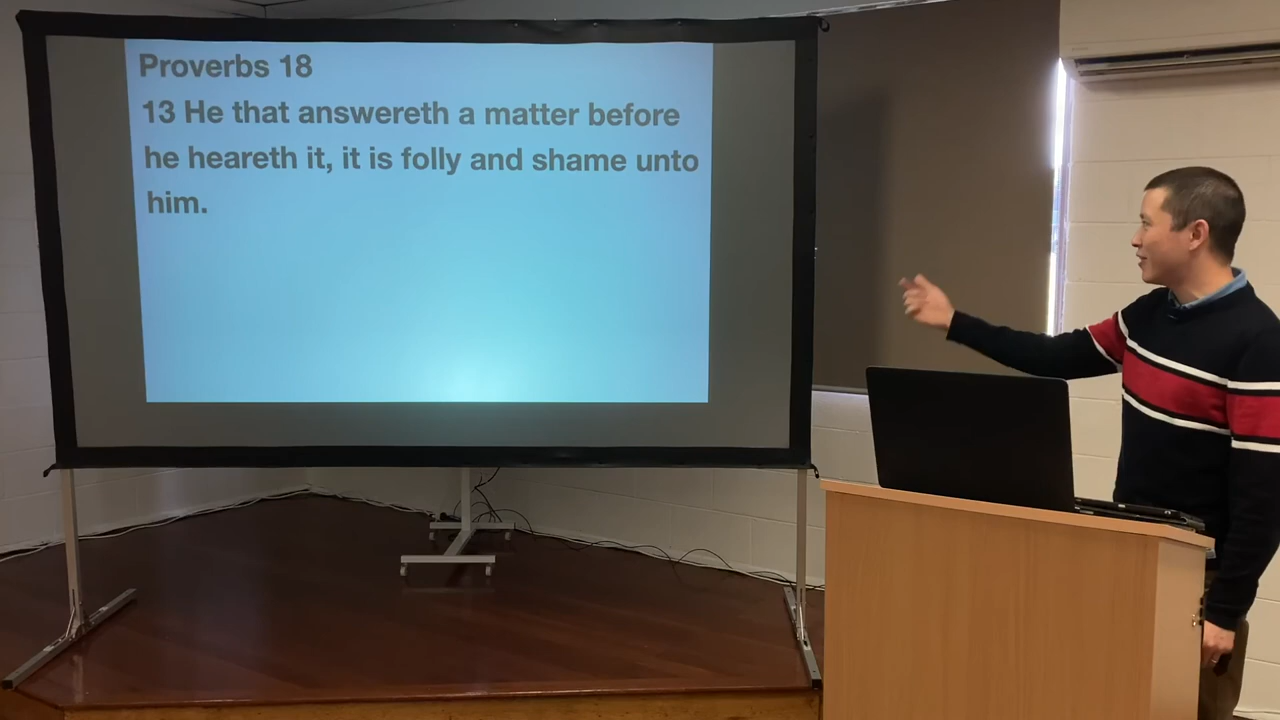 Proverbs 18
13 He that answereth a matter before
he heareth it, it is folly and shame unto
him.